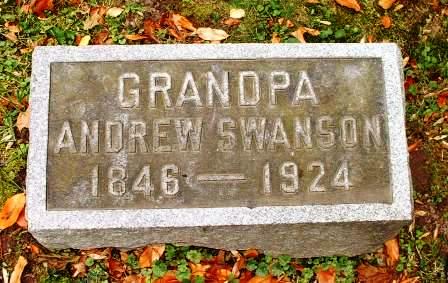 GRANDPA
ANDREW SWANSON
1846 — 1924